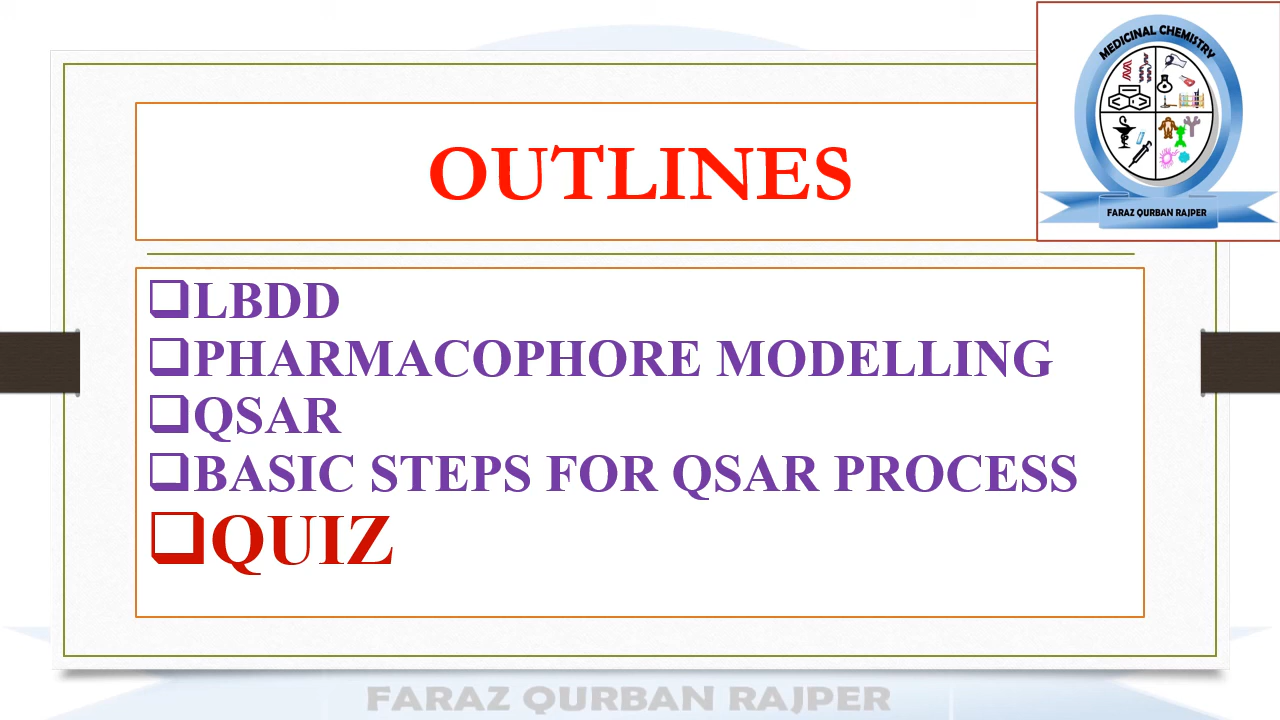 MEDICINAL CHEMISTRY
FARAZ QURBAN RAJPER
OUTLINES
❑LBDD
❑PHARMACOPHORE MODELLING
❑QSAR
❑BASIC STEPS FOR QSAR PROCESS
❑QUIZ
FARAZ QURBAN RAJPER